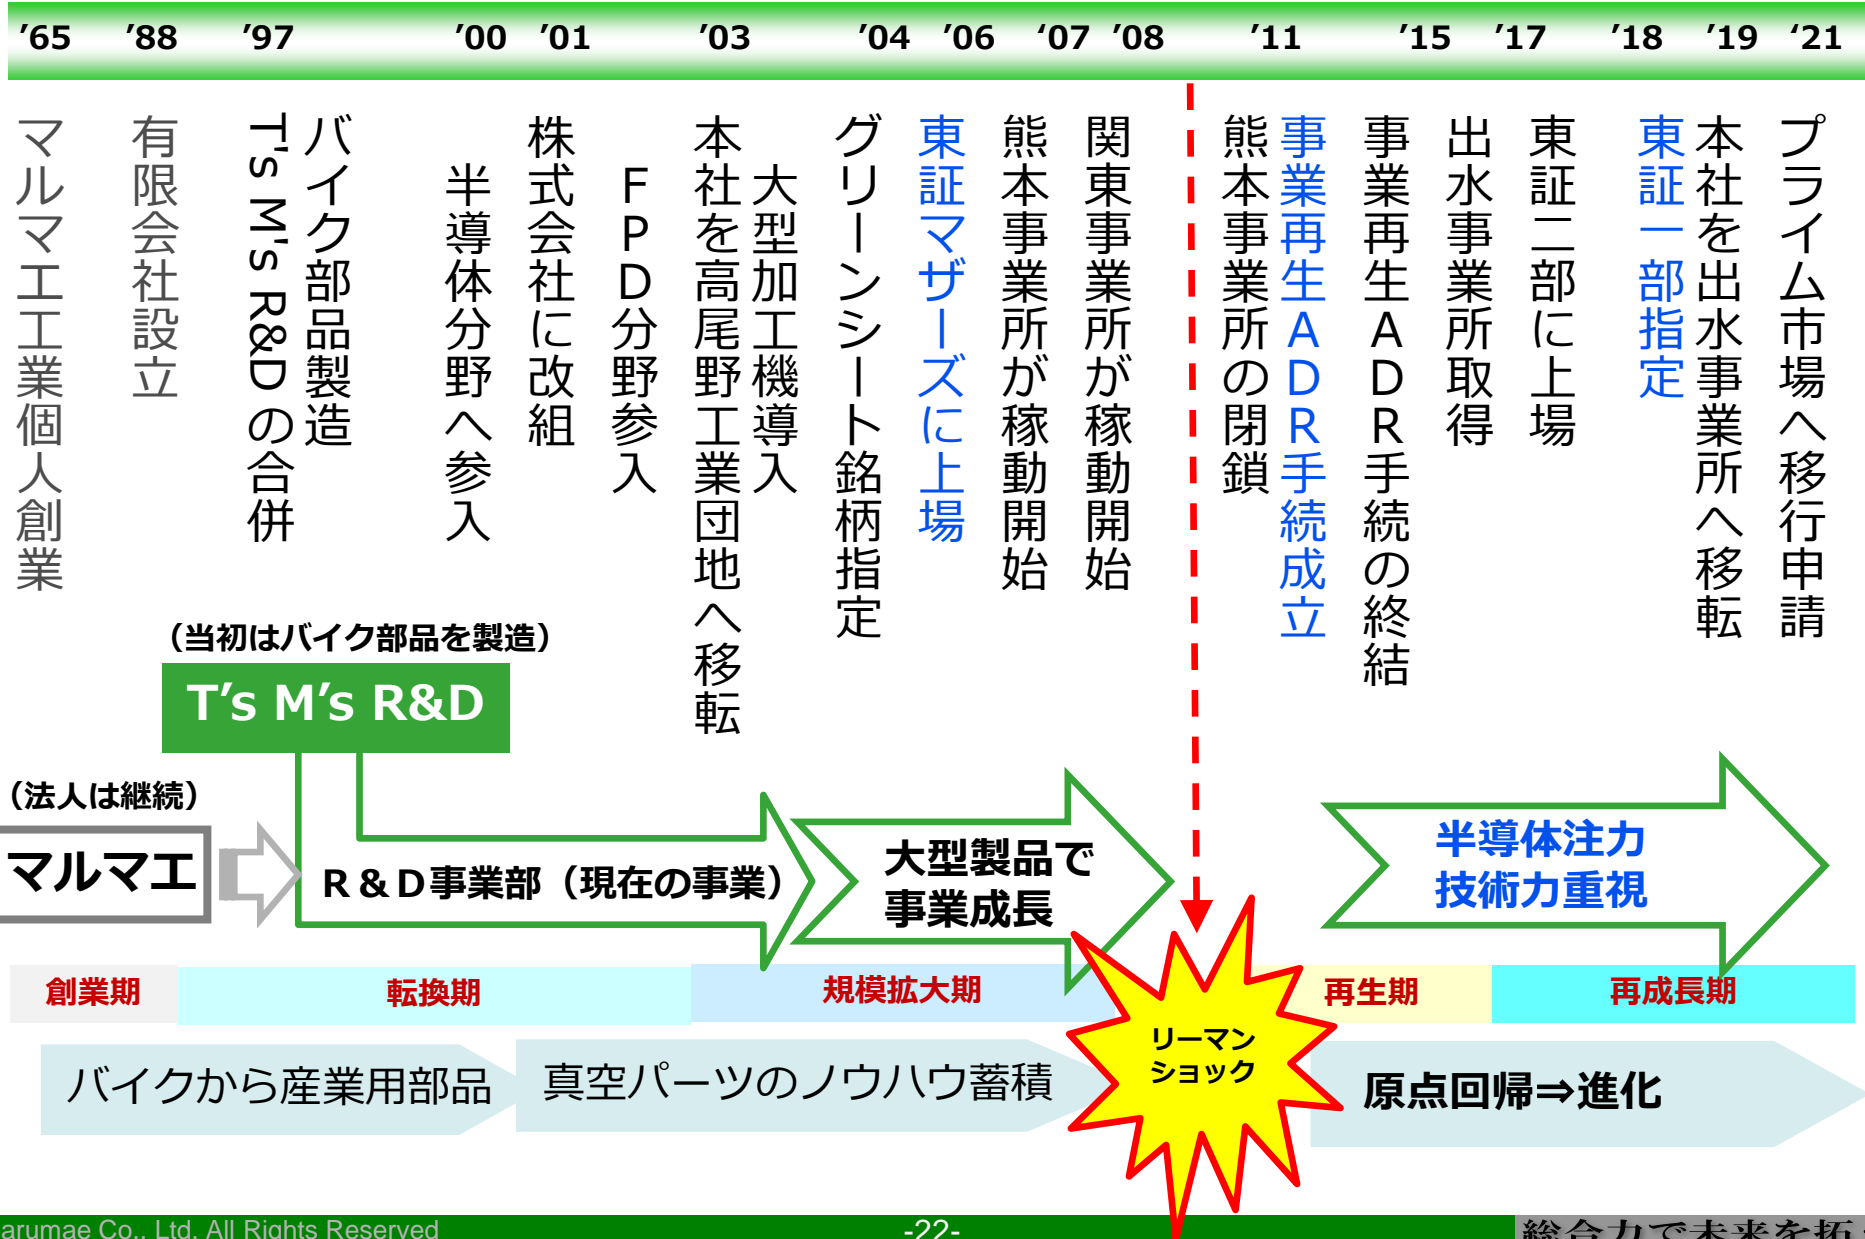 ’65 ’88 ’97 ’00 ’01 ’03 ’04 ’06 ‘07 ’08 ’11 ’15 ’17 ’18 ’19 ‘21
マルマエ工業個人創業
有限会社設立
T's M's R&Dの合併
バイク部品製造
半導体分野へ参入
株式会社に改組
ＦＰＤ分野参入
本社を高尾野工業団地へ移転
大型加工機導入
グリーンシート銘柄指定
東証マザーズに上場
熊本事業所が稼動開始
関東事業所が稼動開始
熊本事業所の閉鎖
事業再生ＡＤＲ手続成立
事業再生ＡＤＲ手続の終結
出水事業所取得
東証二部に上場
東証一部指定
本社を出水事業所へ移転
プライム市場へ移行申請
（当初はバイク部品を製造）
T’s M’s R&D
（法人は継続）
マルマエ
Ｒ＆Ｄ事業部（現在の事業）
大型製品で
事業成長
半導体注力
技術力重視
創業期
転換期
規模拡大期
再生期
再成長期
リーマン
ショック
バイクから産業用部品
真空パーツのノウハウ蓄積
原点回帰⇒進化
arumae Co., Ltd. All Rights Reserved
-22-
総合力で未来を拓